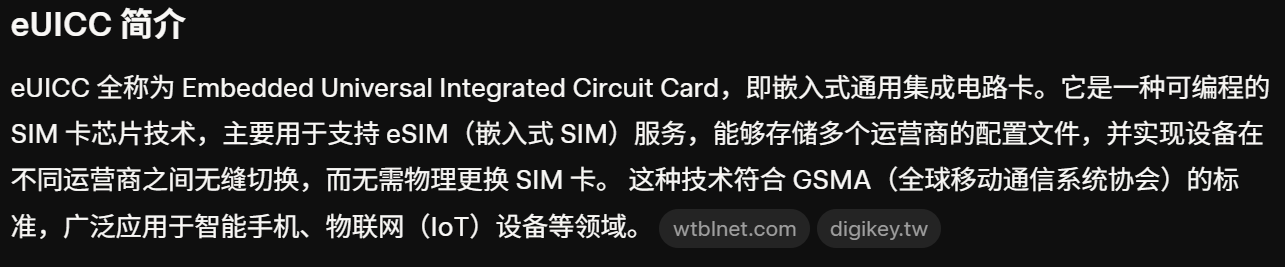 eUICC 简介
eUICC 全称为 Embedded Universal Integrated Circuit Card，即嵌入式通用集成电路卡。它是一种可编程的
SIM 卡芯片技术，主要用于支持 eSIM（嵌入式 SIM）服务，能够存储多个运营商的配置文件，并实现设备在
不同运营商之间无缝切换，而无需物理更换 SIM 卡。 这种技术符合 GSMA（全球移动通信系统协会）的标
准，广泛应用于智能手机、物联网（IoT）设备等领域。 wtblnet.com digikey.tw